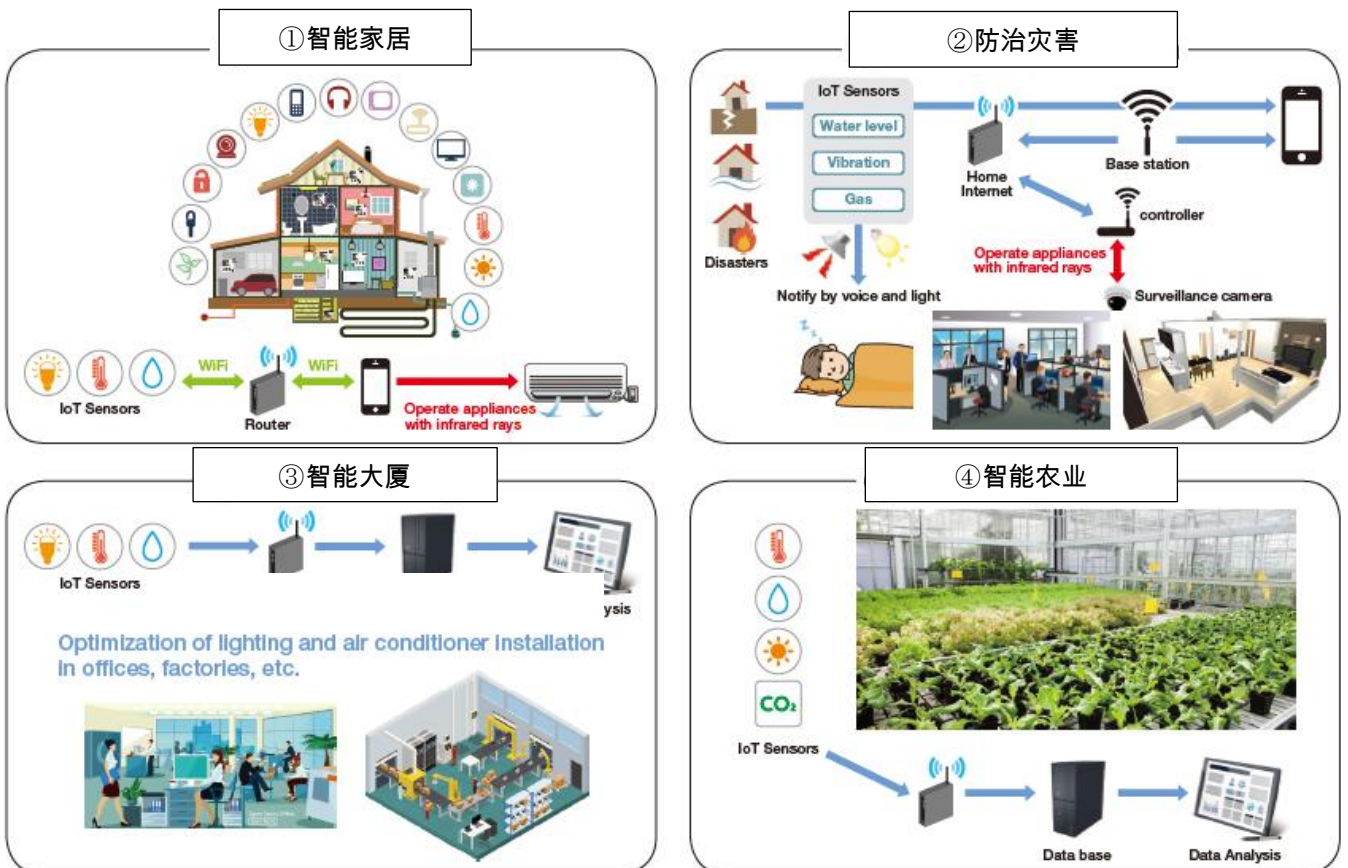 ①智能家居
WiFi
WiFi
IoT Sensors
Router
Operate appliances
with infrared rays
②防治灾害
IoT Sensors
Water level
Vibration
Gas
Disasters
Home
Internet
Base station
controller
Operate appliances
with infrared rays
Notify by voice and light
Surveillance camera
③智能大厦
IoT Sensors
ysis
Optimization of lighting and air conditioner installation
in offices, factories, etc.
④智能农业
CO₂
IoT Sensors
Data base
Data Analysis